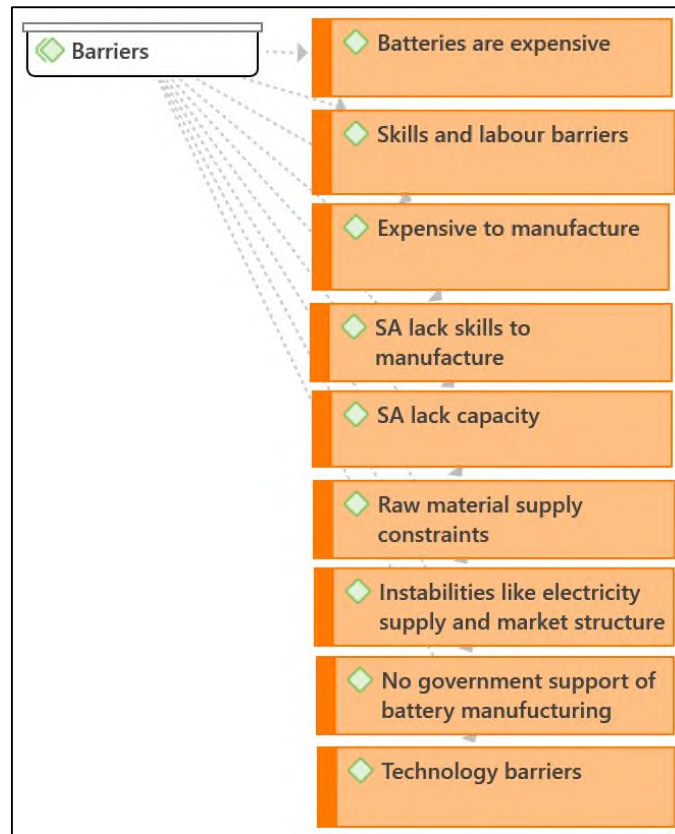 Barriers
Batteries are expensive
Skills and labour barriers
Expensive to manufacture
SA lack skills to
manufacture
SA lack capacity
Raw material supply
constraints
Instabilities like electricity
supply and market structure
No government support of
battery manufucturing
Technology barriers